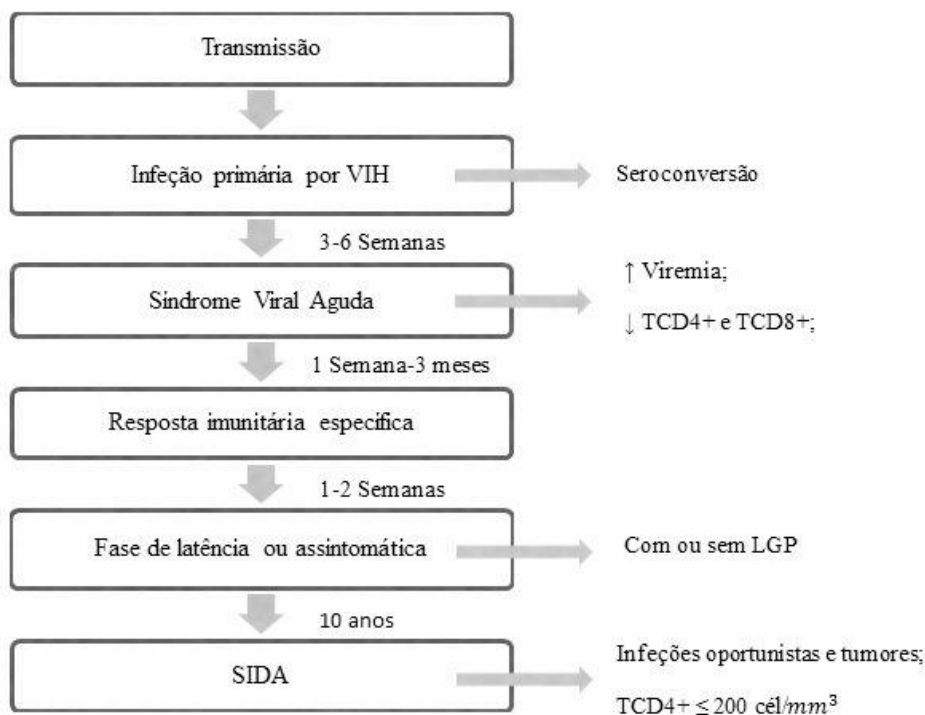 Transmissão
Infeção primária por VIH
Seroconversão
3-6 Semanas
Síndrome Viral Aguda
↑ Viremia;
↓ TCD4+ e TCD8+;
1 Semana-3 meses
Resposta imunitária específica
1-2 Semanas
Fase de latência ou assintomática
Com ou sem LGP
10 anos
SIDA
Infeções oportunistas e tumores;
TCD4+ ≤ 200 cél/mm³